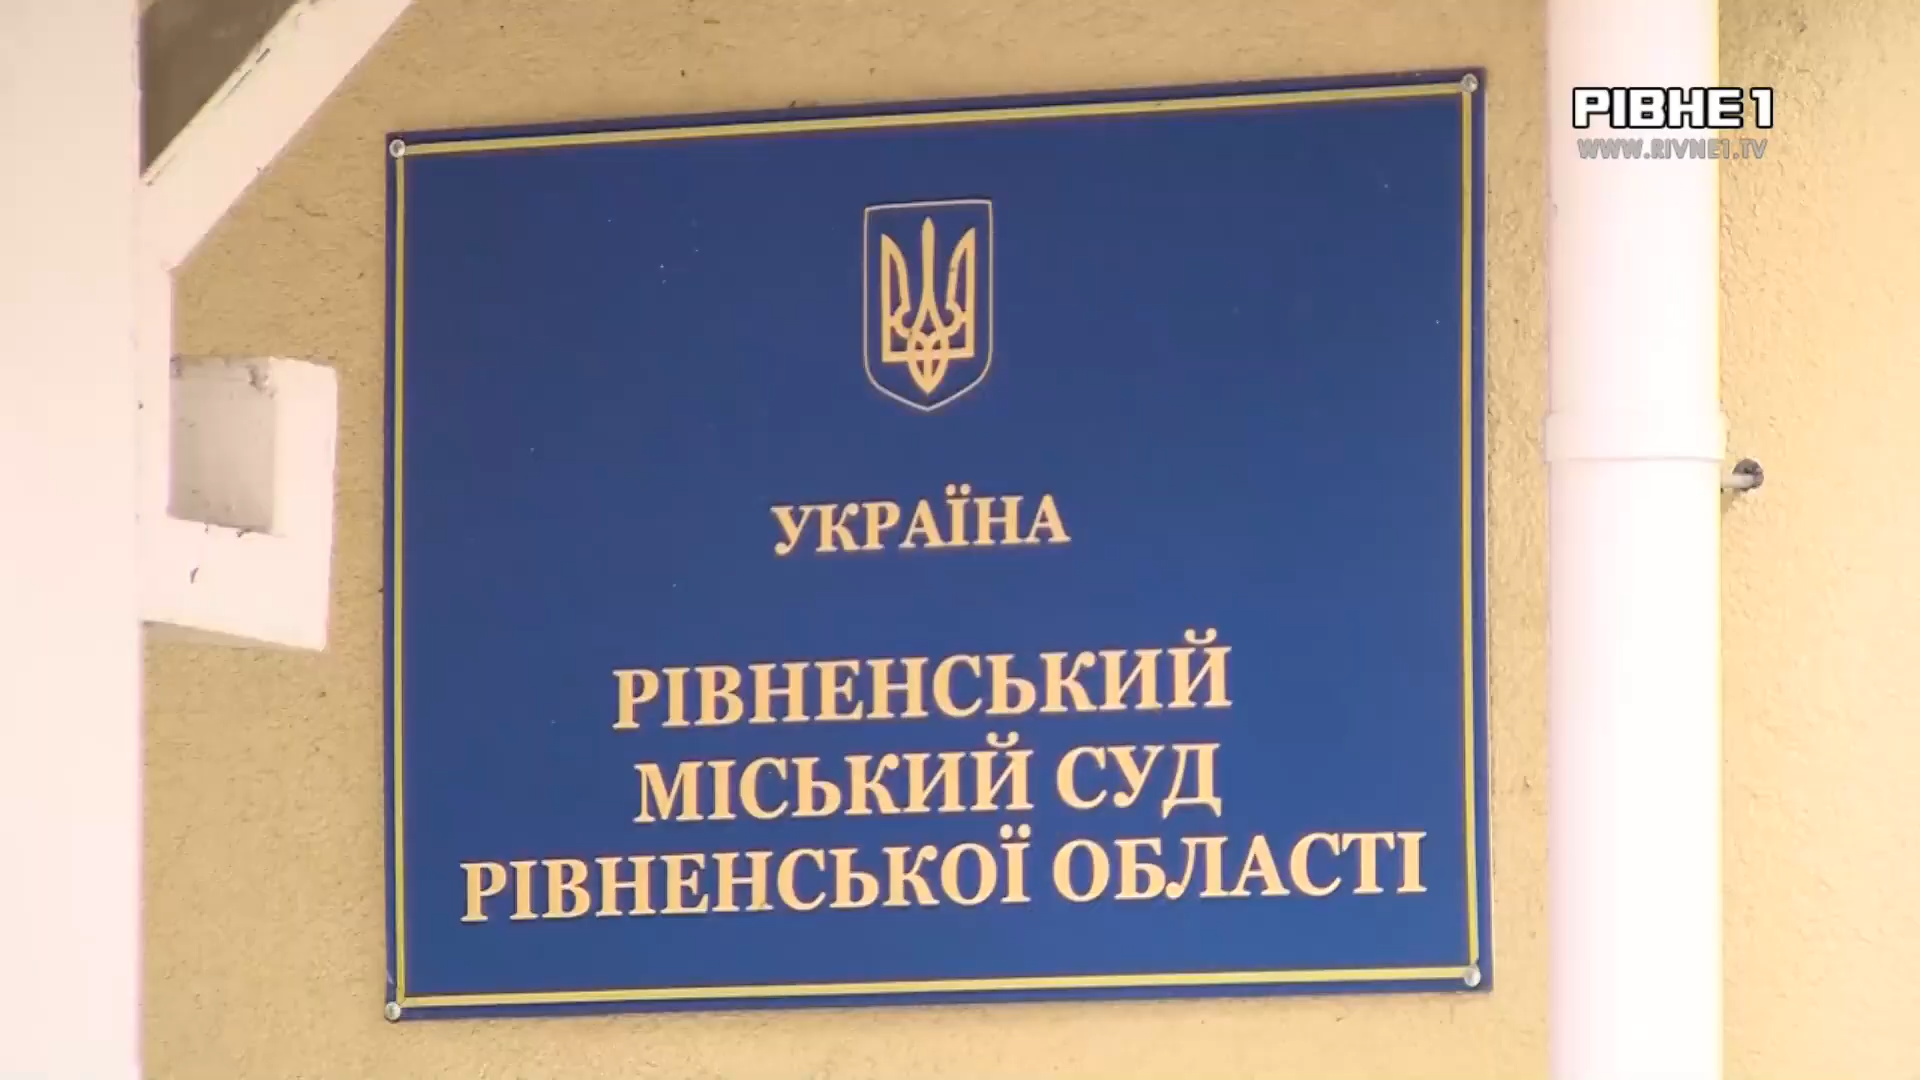 РІВНЕ 1
WWW.RIVNE1.TV
УКРАЇНА
РІВНЕНСЬКИЙ
МІСЬКИЙ СУД
РІВНЕНСЬКОЇ ОБЛАСТІ